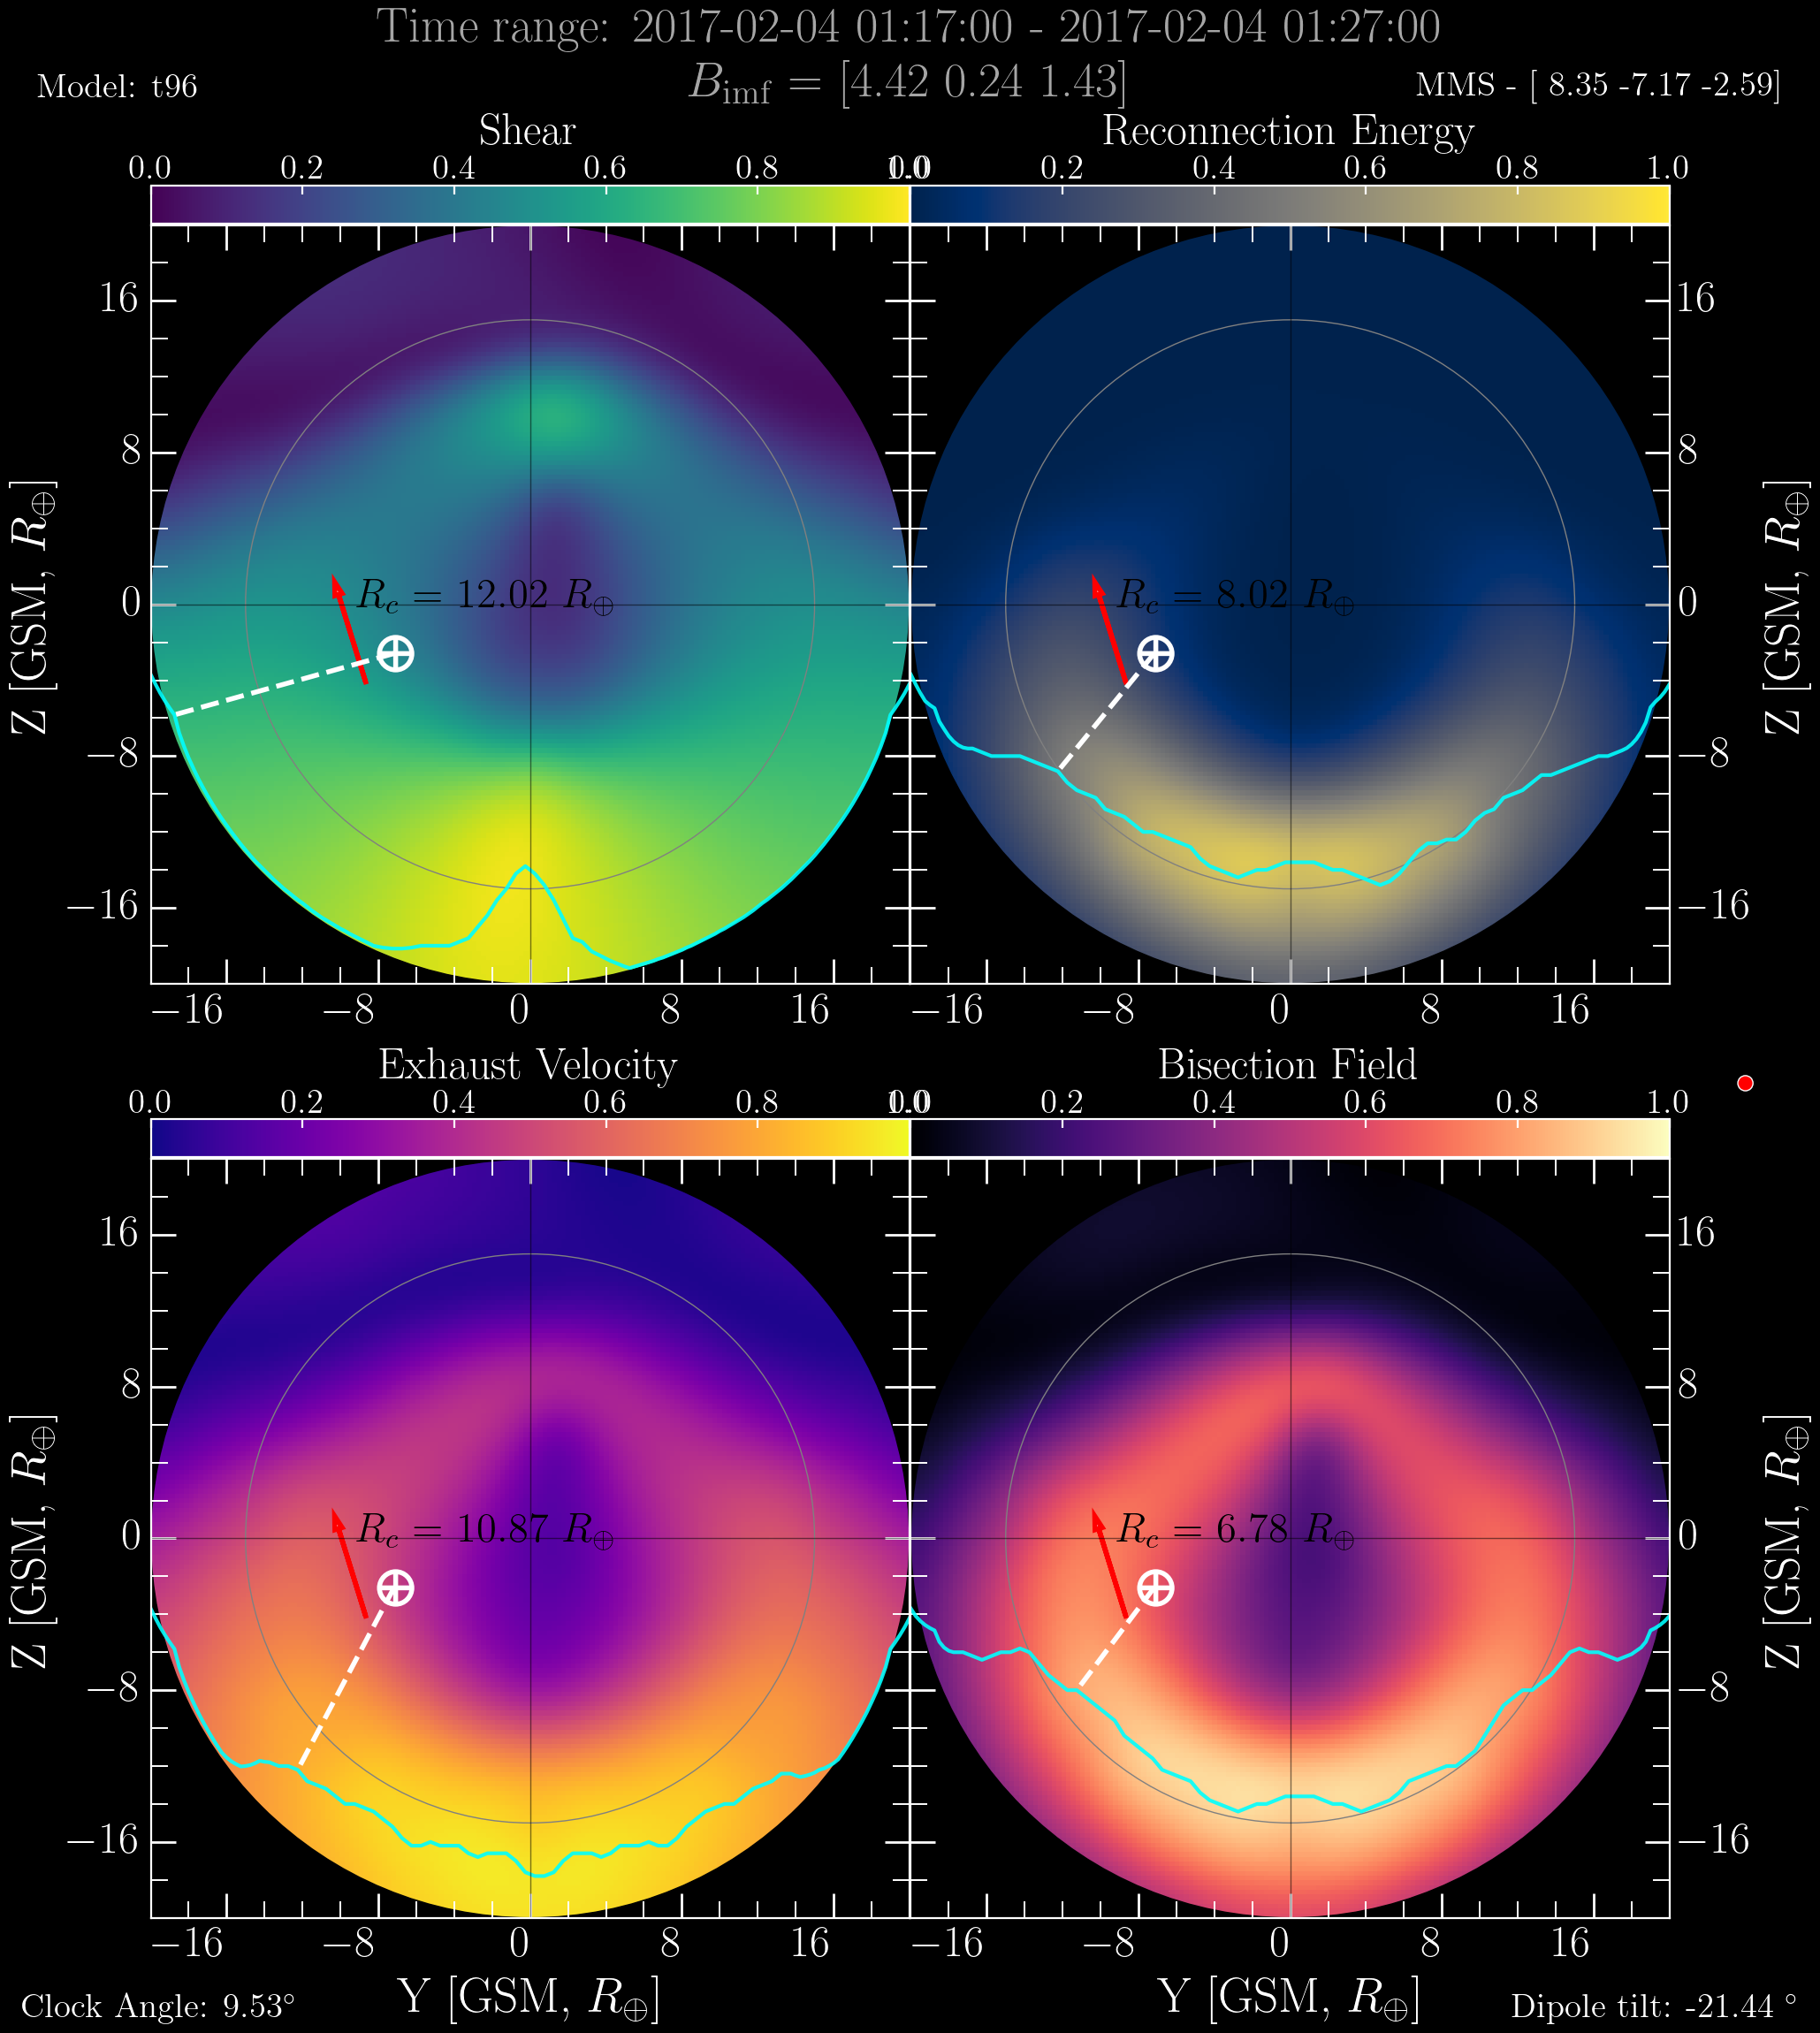 Time range: 2017-02-04 01:17:00 - 2017-02-04 01:27:00
Model: t96
B_imf = [4.42 0.24 1.43]
MMS - [ 8.35 -7.17 -2.59]
Shear
Reconnection Energy
0.0 0.2 0.4 0.6 0.8 1.0
0.2 0.4 0.6 0.8 1.0
16
8
0
−8
−16
Z [GSM, R⊕]
R_c = 12.02 R⊕
R_c = 8.02 R⊕
16
8
0
−8
−16
Z [GSM, R⊕]
−16 −8 0 8 16
−16 −8 0 8 16
Exhaust Velocity
Bisection Field
0.0 0.2 0.4 0.6 0.8 1.0
0.2 0.4 0.6 0.8 1.0
16
8
0
−8
−16
Z [GSM, R⊕]
R_c = 10.87 R⊕
R_c = 6.78 R⊕
16
8
0
−8
−16
Z [GSM, R⊕]
−16 −8 0 8 16
−16 −8 0 8 16
Y [GSM, R⊕]
Y [GSM, R⊕]
Clock Angle: 9.53°
Dipole tilt: -21.44 °